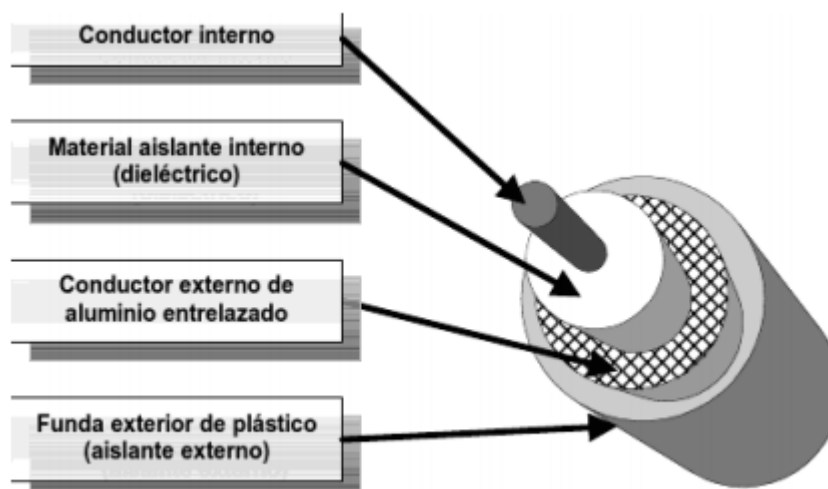 Conductor interno
Material aislante interno
(dieléctrico)
Conductor externo de
aluminio entrelazado
Funda exterior de plástico
(aislante externo)